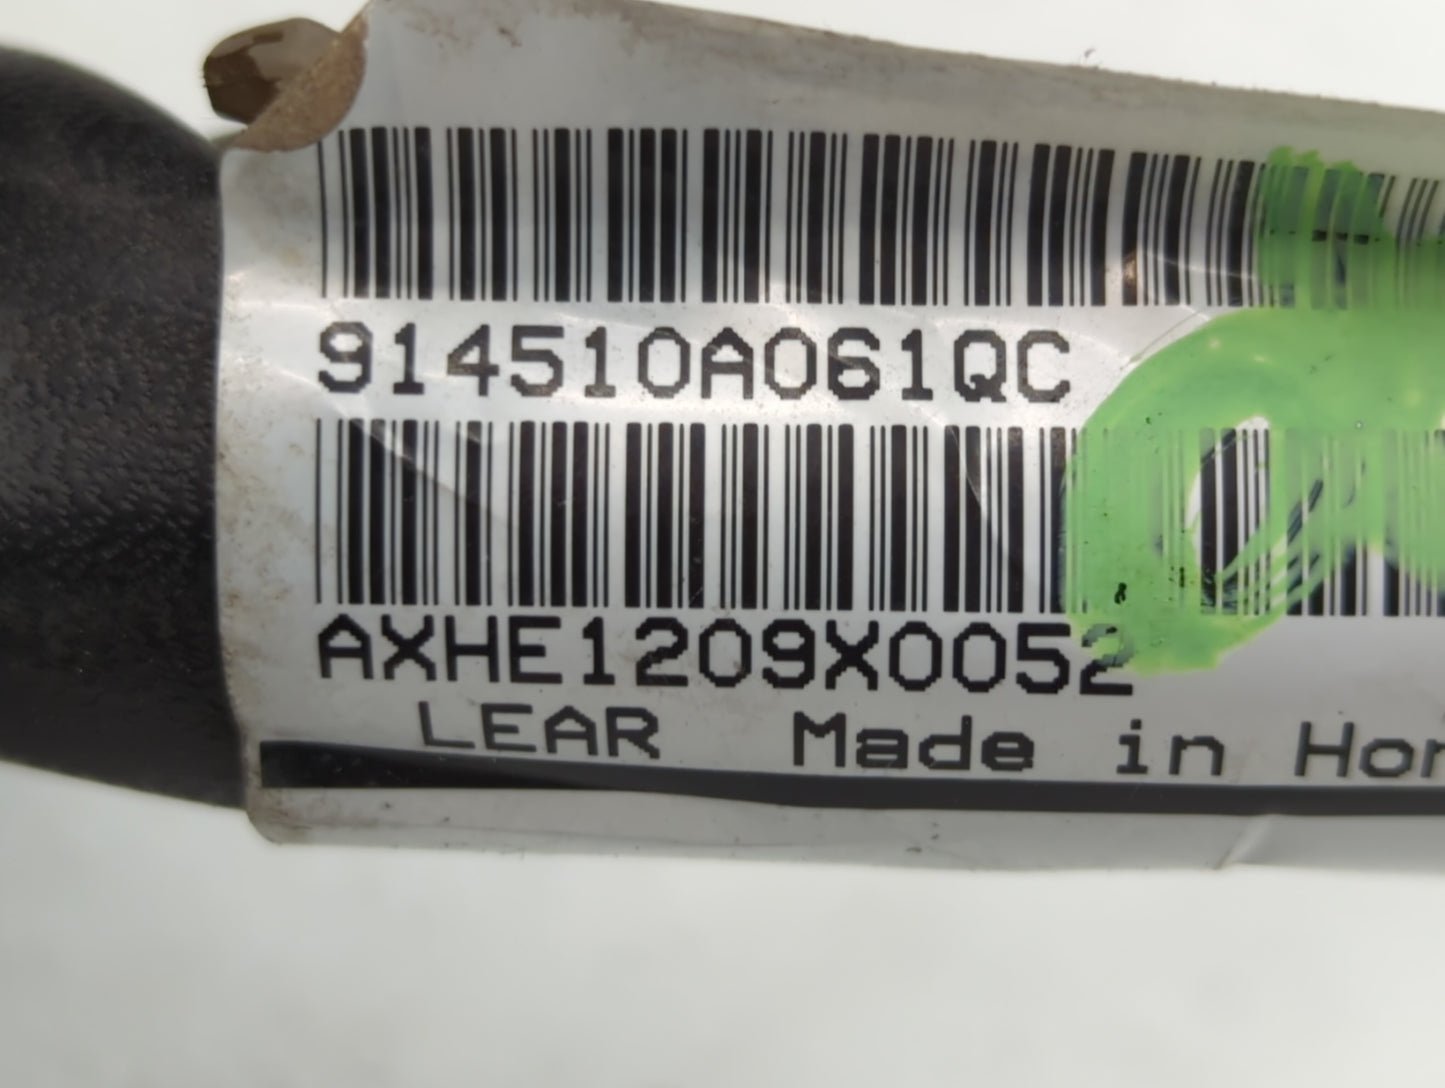 914510A061QC
AXHE1209X0052
LEAR Made in Hon